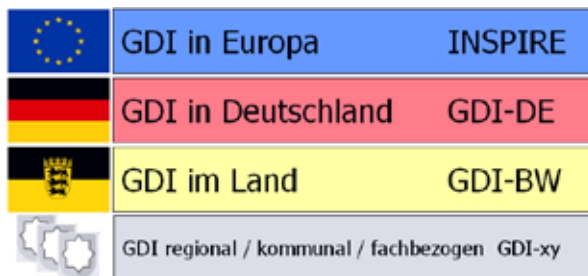 GDI in Europa INSPIRE
GDI in Deutschland GDI-DE
GDI im Land GDI-BW
GDI regional / kommunal / fachbezogen GDI-xy